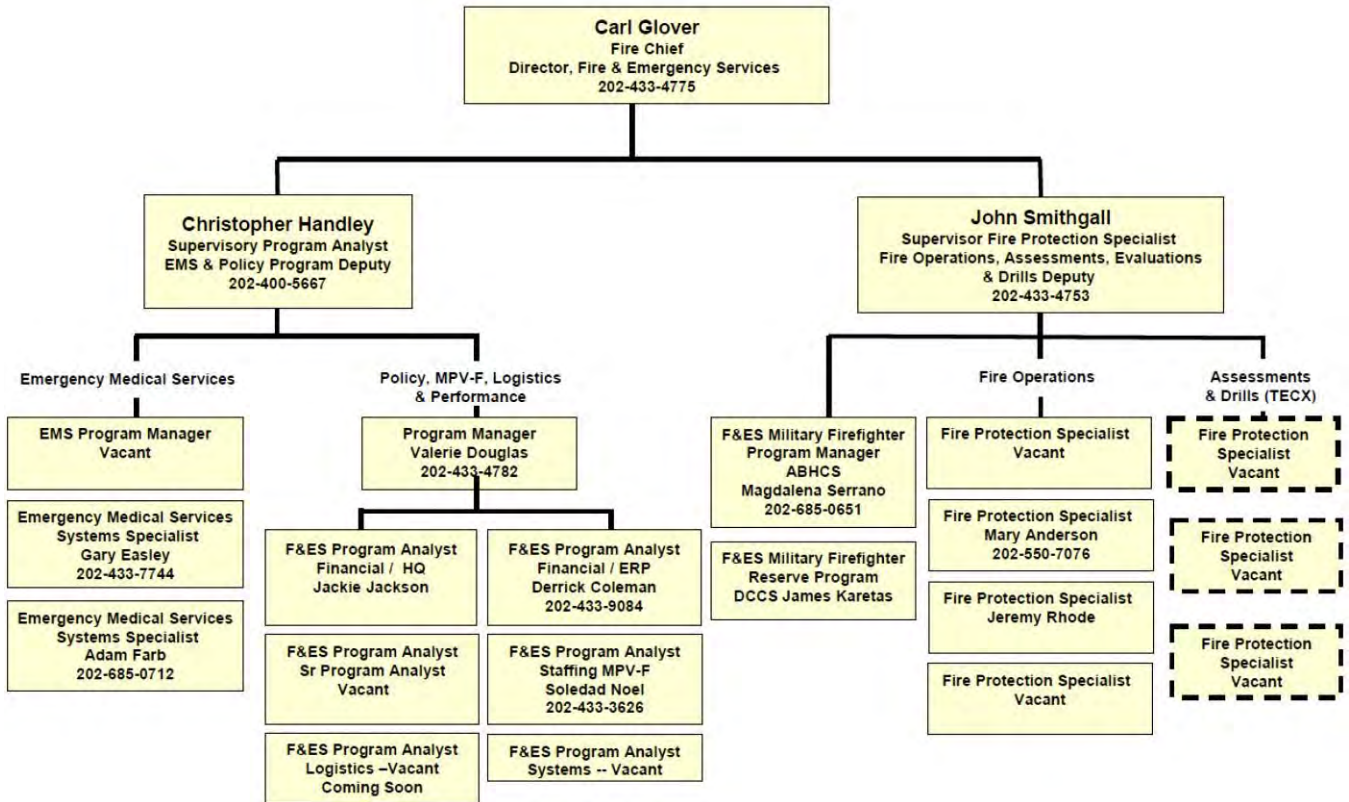 Carl Glover
Fire Chief
Director, Fire & Emergency Services
202-433-4775
Christopher Handley
Supervisory Program Analyst
EMS & Policy Program Deputy
202-400-5667
John Smithgall
Supervisor Fire Protection Specialist
Fire Operations, Assessments, Evaluations
& Drills Deputy
202-433-4753
Emergency Medical Services
EMS Program Manager
Vacant
Emergency Medical Services
Systems Specialist
Gary Easley
202-433-7744
Emergency Medical Services
Systems Specialist
Adam Farb
202-685-0712
Policy, MPV-F, Logistics
& Performance
Program Manager
Valerie Douglas
202-433-4782
F&ES Program Analyst
Financial / HQ
Jackie Jackson
F&ES Program Analyst
Sr Program Analyst
Vacant
F&ES Program Analyst
Logistics –Vacant
Coming Soon
F&ES Program Analyst
Financial / ERP
Derrick Coleman
202-433-9084
F&ES Program Analyst
Staffing MPV-F
Soledad Noel
202-433-3626
F&ES Program Analyst
Systems -- Vacant
F&ES Military Firefighter
Program Manager
ABHCS
Magdalena Serrano
202-685-0651
F&ES Military Firefighter
Reserve Program
DCCS James Karetas
Fire Operations
Fire Protection Specialist
Vacant
Fire Protection Specialist
Mary Anderson
202-550-7076
Fire Protection Specialist
Jeremy Rhode
Fire Protection Specialist
Vacant
Assessments
& Drills (TECX)
Fire Protection
Specialist
Vacant
Fire Protection
Specialist
Vacant
Fire Protection
Specialist
Vacant